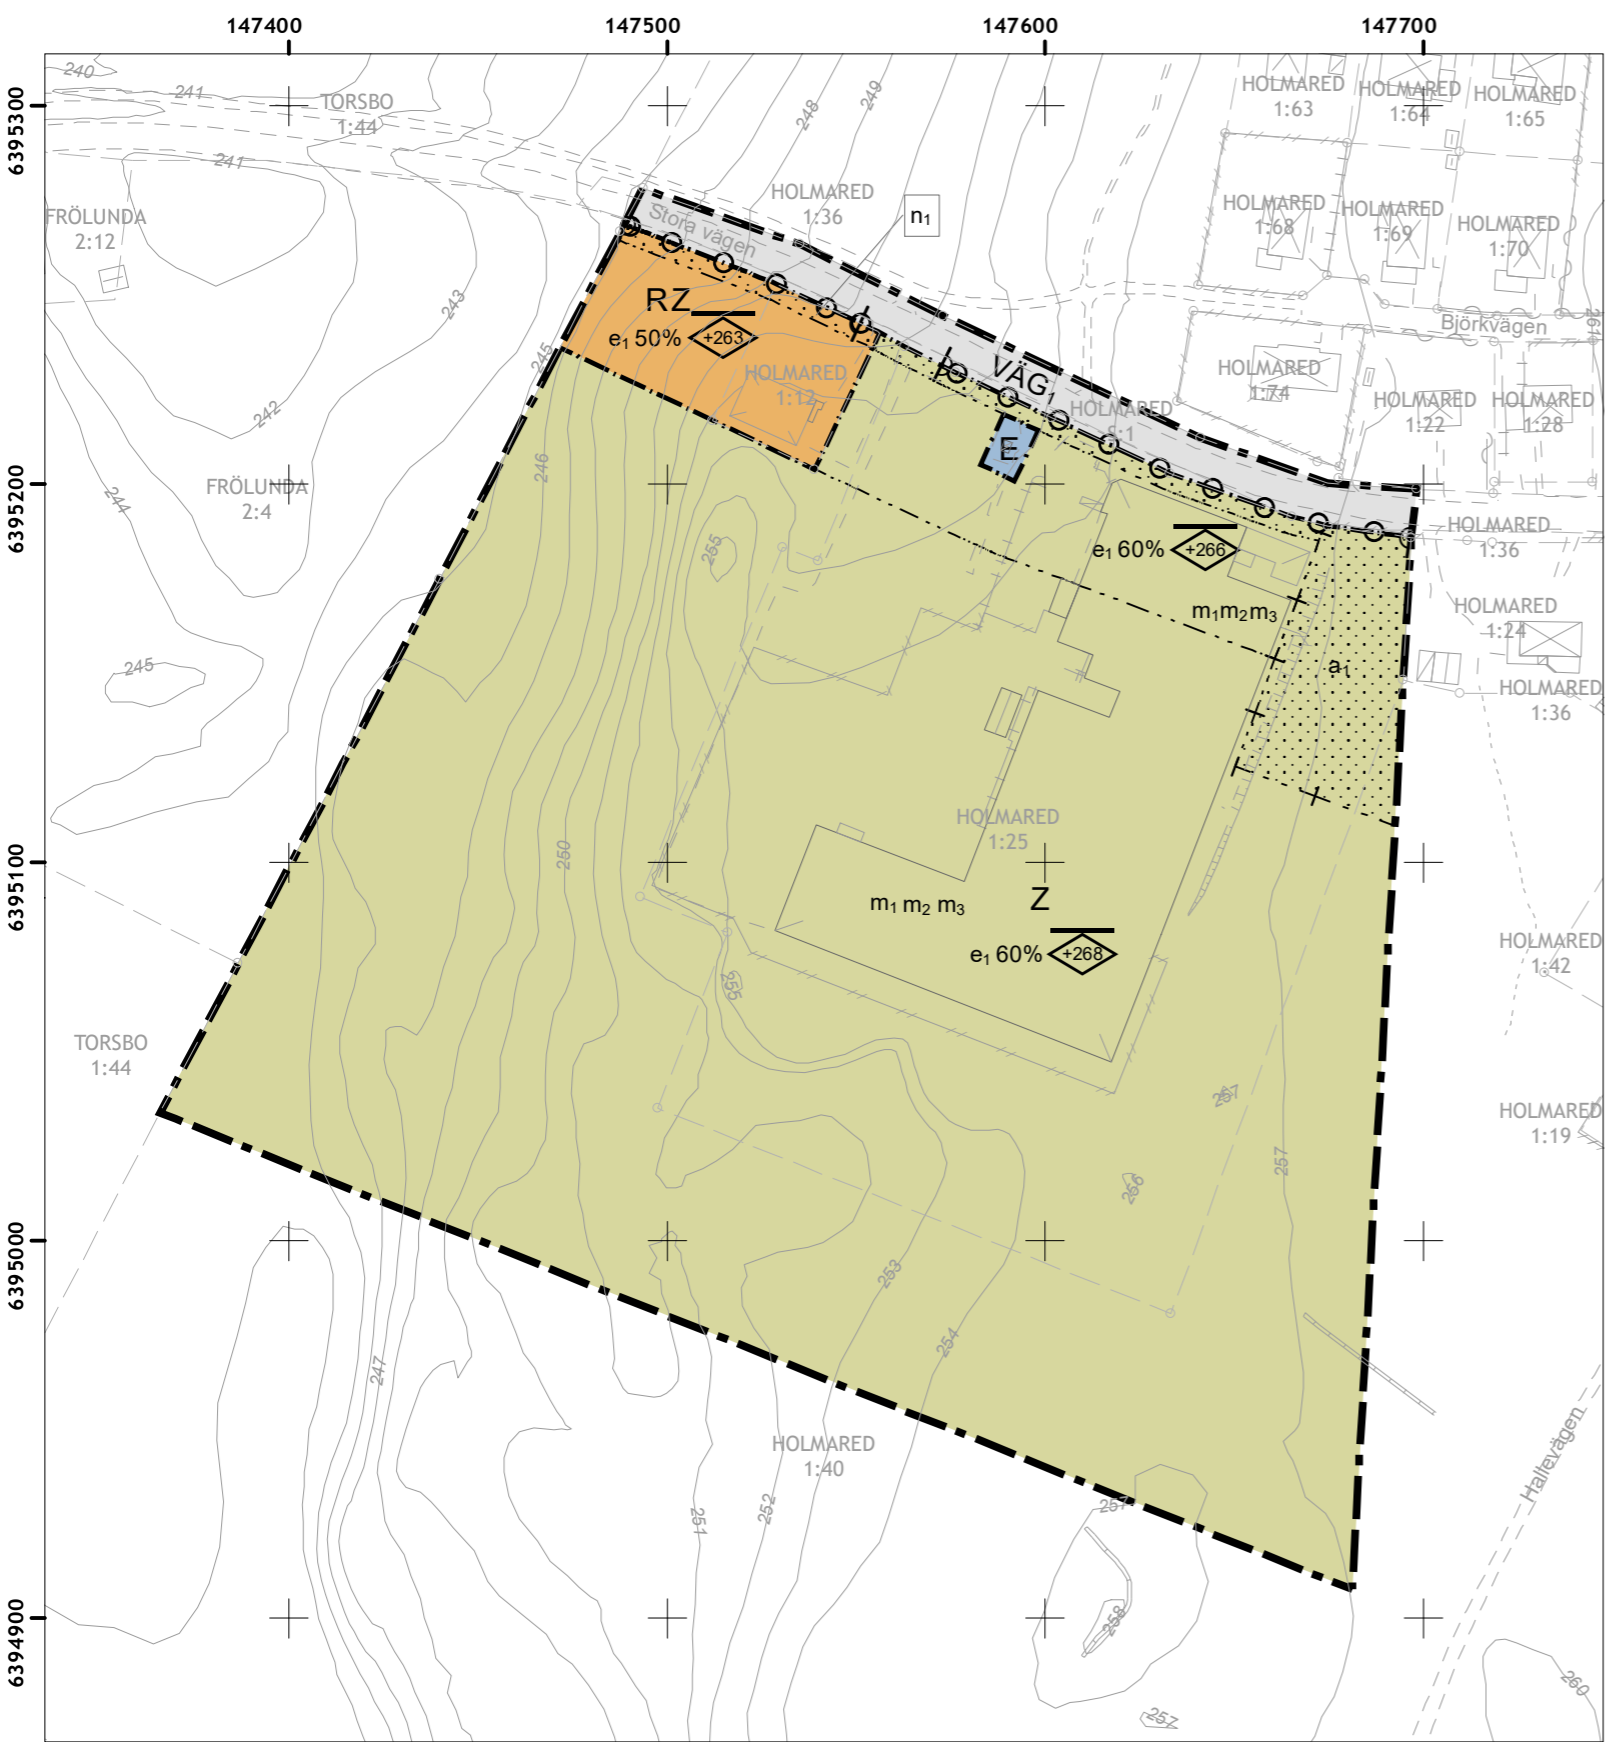 147400
147500
147600
147700
6395300
6395200
6395100
6395000
6394900
240
241
TORSBO
1:44
241
248
249
HOLMARED
1:63
HOLMARED
1:64
HOLMARED
1:65
FRÖLUNDA
2:12
HOLMARED
1:36
n1
Stora vägen
HOLMARED
1:68
HOLMARED
1:69
HOLMARED
1:70
243
RZ
e1 50%
+263
245
HOLMARED
1:12
VÄG1
HOLMARED
S:1
Björkvägen
261
HOLMARED
1:74
HOLMARED
1:22
HOLMARED
1:28
242
E
246
244
FRÖLUNDA
2:4
255
e1 60%
+266
HOLMARED
1:36
m1m2m3
HOLMARED
1:24
245
a1
HOLMARED
1:36
HOLMARED
1:25
250
m1 m2 m3
Z
e1 60%
+268
HOLMARED
1:42
255
TORSBO
1:44
257
HOLMARED
1:19
257
256
253
254
247
HOLMARED
1:40
251
252
257
Hallevägen
258
260
257